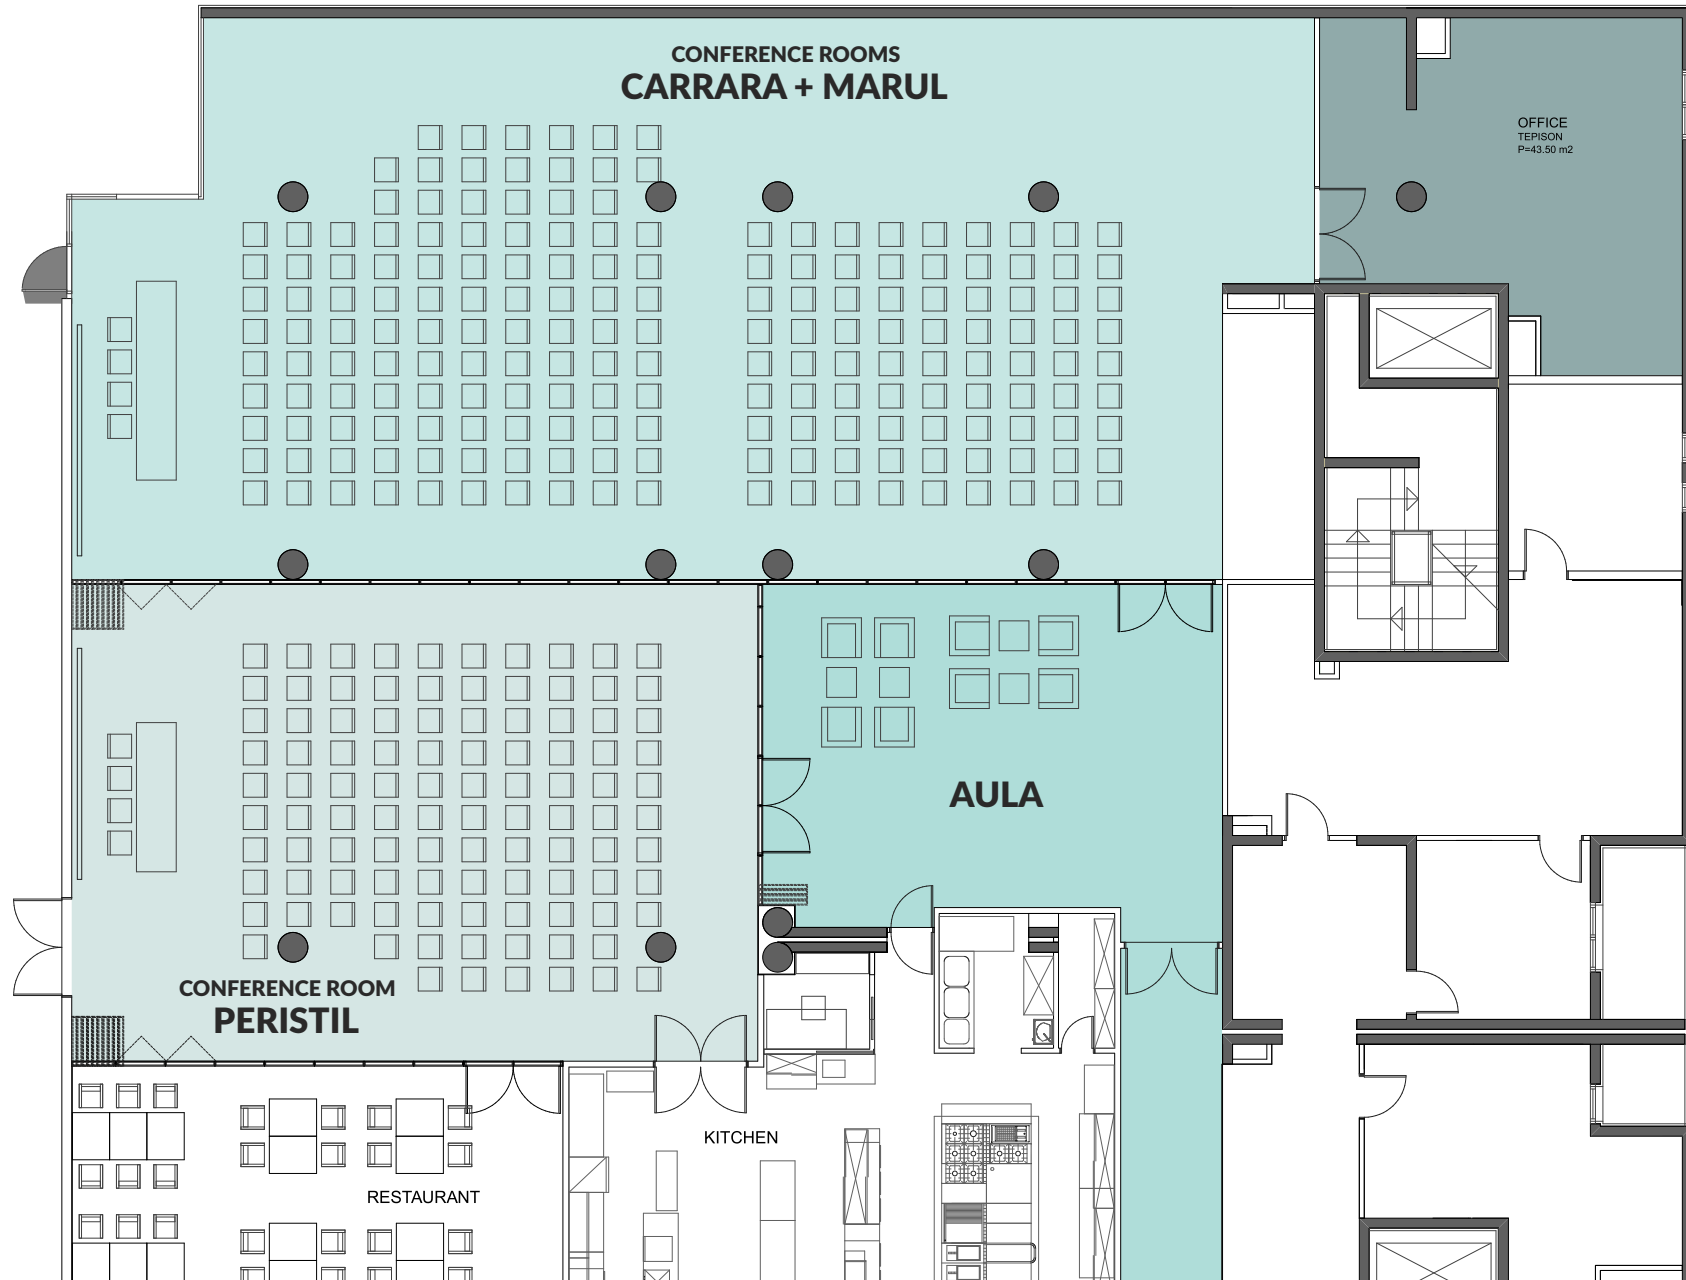 CONFERENCE ROOMS
CARRARA + MARUL
OFFICE
TEPISON
P=43.50 m2
AULA
CONFERENCE ROOM
PERISTIL
KITCHEN
RESTAURANT